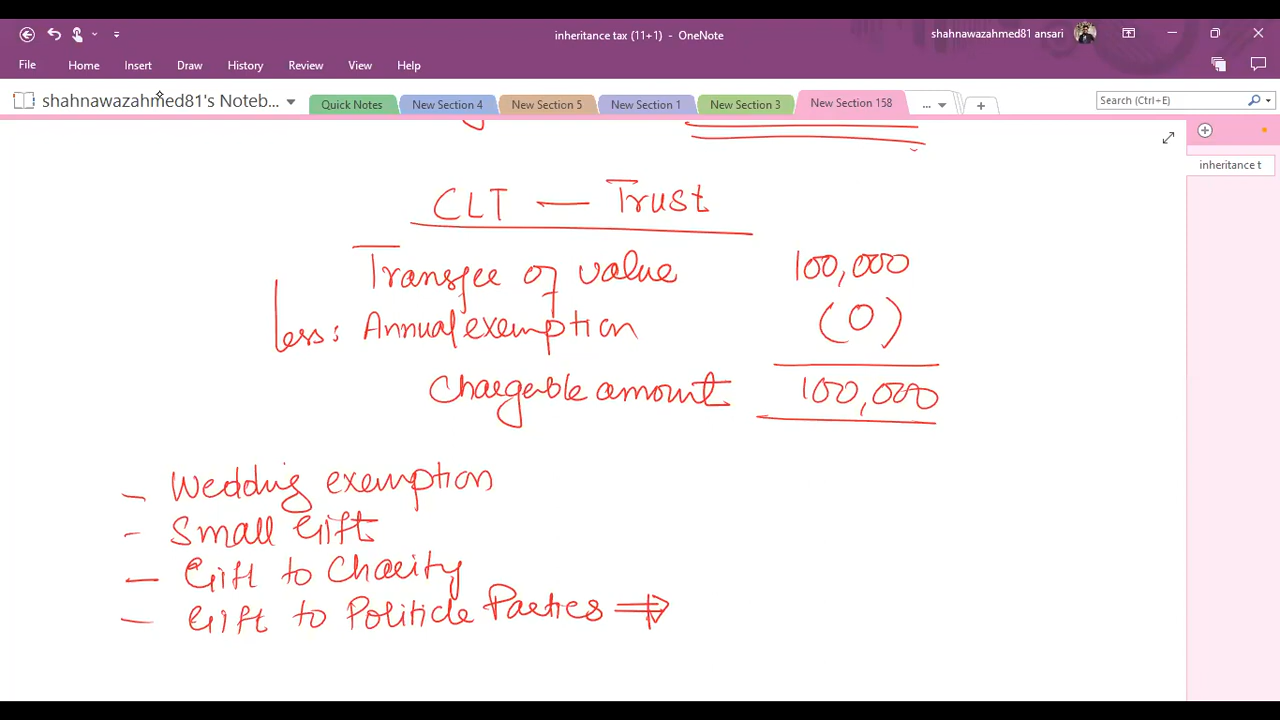 inheritance tax (11+1) - OneNote
shahnawazahmed81 ansari
File Home Insert Draw History Review View Help
shahnawazahmed81's Noteb...
Quick Notes New Section 4 New Section 5 New Section 1 New Section 3 New Section 158 ...
Search (Ctrl+E)
inheritance t
CLT — Trust
Transfer of value 100,000
Less: Annual exemption (0)
Chargeable amount 100,000
- Wedding exemption
- Small Gift
- Gift to Charity
- Gift to Politicle Parties ⇒